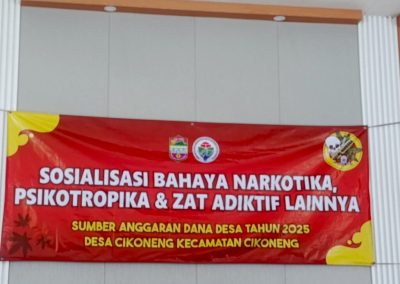 SOSIALISASI BAHAYA NARKOTIKA,
PSIKOTROPIKA & ZAT ADIKTIF LAINNYA
SUMBER ANGGARAN DANA DESA TAHUN 2025
DESA CIKONENG KECAMATAN CIKONENG